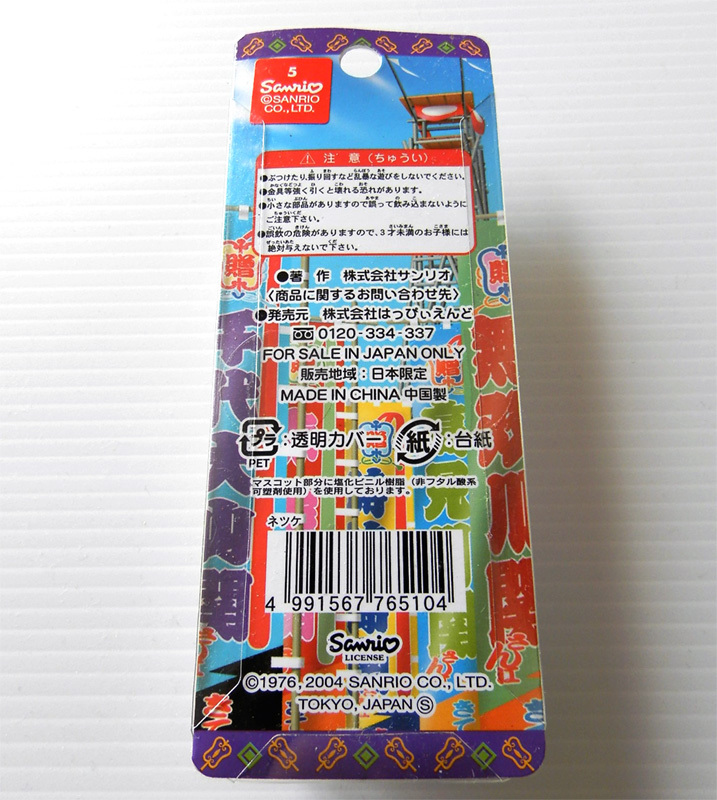 5
Sanrio
©SANRIO
CO., LTD.
⚠ 注意(ちゅうい)
●ぶつけたり、振り回すなど乱暴な遊びをしないでください。
●金具等強く引くと壊れる恐れがあります。
●小さな部品がありますので誤って飲み込まないように
ご注意下さい。
●誤飲の危険がありますので、3才未満のお子様には
絶対与えないで下さい。
●著 作 株式会社サンリオ
〈商品に関するお問い合わせ先〉
●発売元 株式会社はっぴぃえんど
0120-334-337
FOR SALE IN JAPAN ONLY
販売地域:日本限定
MADE IN CHINA 中国製
プラ:透明カバー 紙:台紙
PET
マスコット部分に塩化ビニル樹脂(非フタル酸系
可塑剤使用)を使用しております。
ネツケ
4 991567 765104
Sanrio
LICENSE
©1976, 2004 SANRIO CO., LTD.
TOKYO, JAPAN Ⓢ